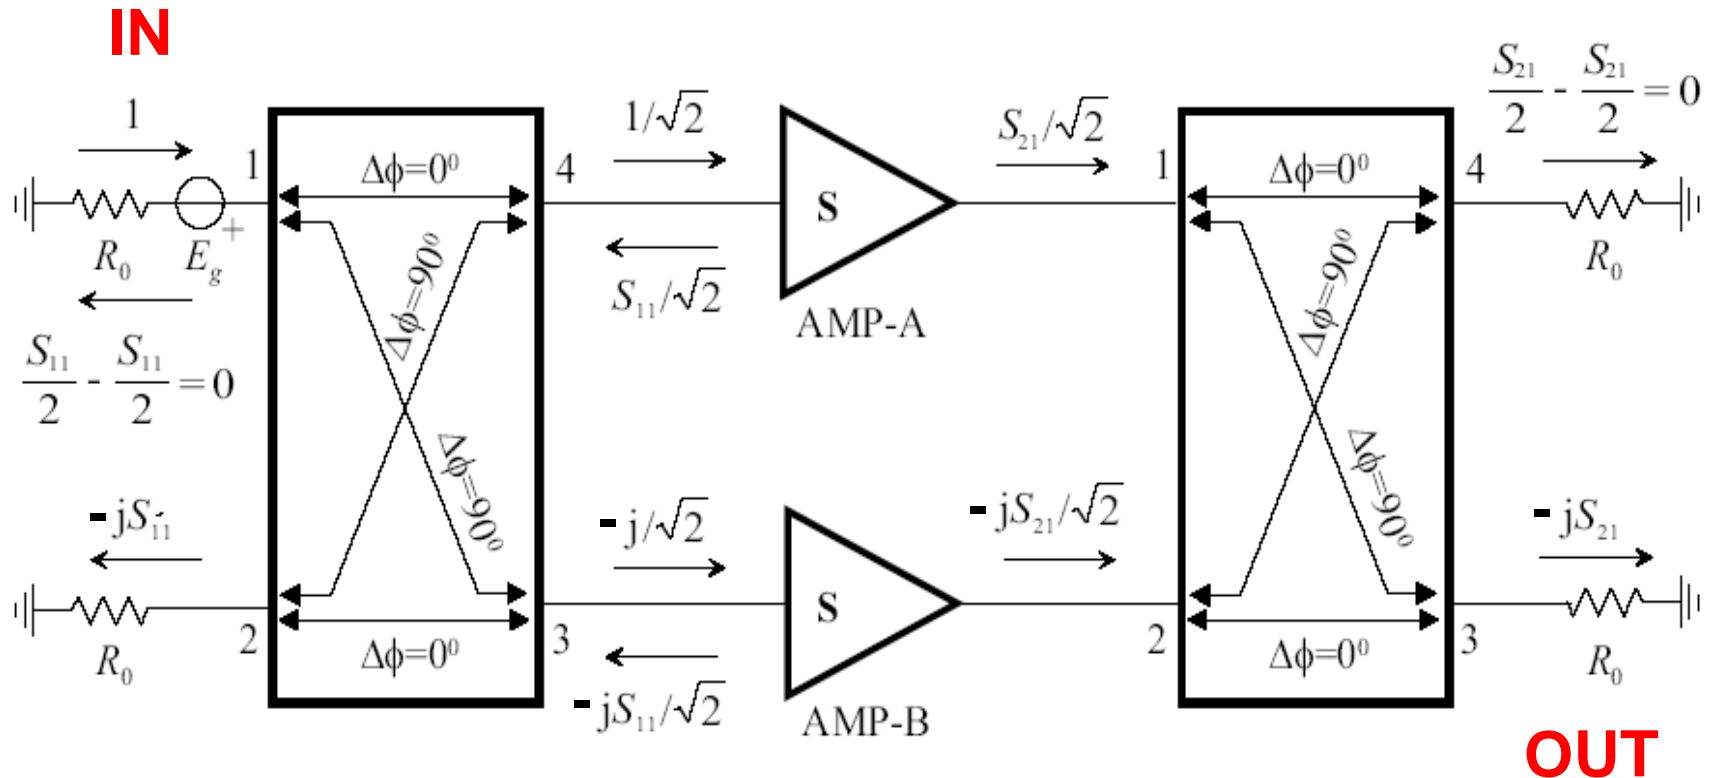 IN
1
1/√2
S21/√2
S21/2 - S21/2 = 0
1
Δϕ=0⁰
4
S
1
Δϕ=0⁰
4
R0
Eg
+
S11/√2
AMP-A
R0
S11/2 - S11/2 = 0
Δϕ=90⁰
Δϕ=90⁰
Δϕ=90⁰
Δϕ=90⁰
- jS11
- j/√2
- jS21/√2
- jS21
S
2
Δϕ=0⁰
3
2
Δϕ=0⁰
3
R0
- jS11/√2
AMP-B
R0
OUT